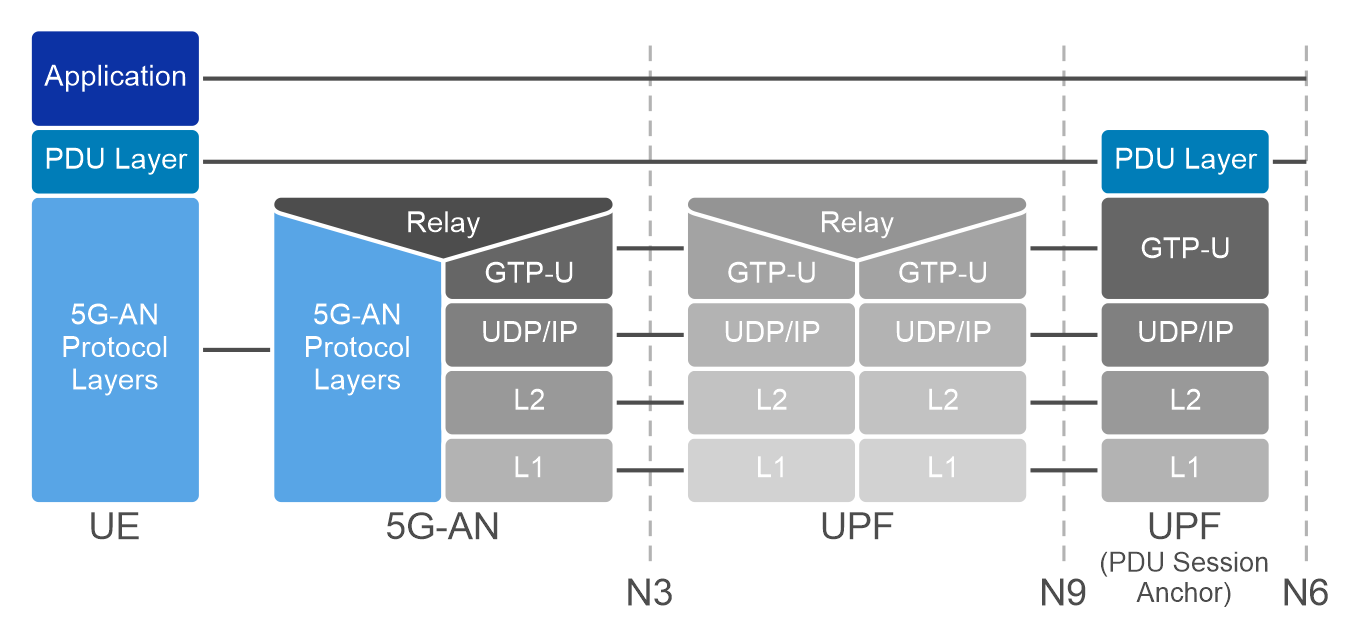 Application
PDU Layer
PDU Layer
Relay
Relay
GTP-U
GTP-U
GTP-U
GTP-U
5G-AN
Protocol
Layers
5G-AN
Protocol
Layers
UDP/IP
UDP/IP
UDP/IP
UDP/IP
L2
L2
L2
L2
L1
L1
L1
L1
UE
5G-AN
UPF
UPF
(PDU Session
Anchor)
N3
N9
N6